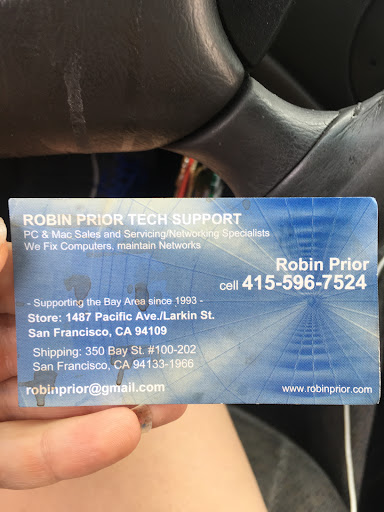 ROBIN PRIOR TECH SUPPORT
PC & Mac Sales and Servicing/Networking Specialists
We Fix Computers, maintain Networks
Robin Prior
cell 415-596-7524
- Supporting the Bay Area since 1993 -
Store: 1487 Pacific Ave./Larkin St.
San Francisco, CA 94109
Shipping: 350 Bay St. #100-202
San Francisco, CA 94133-1966
robinprior@gmail.com
www.robinprior.com